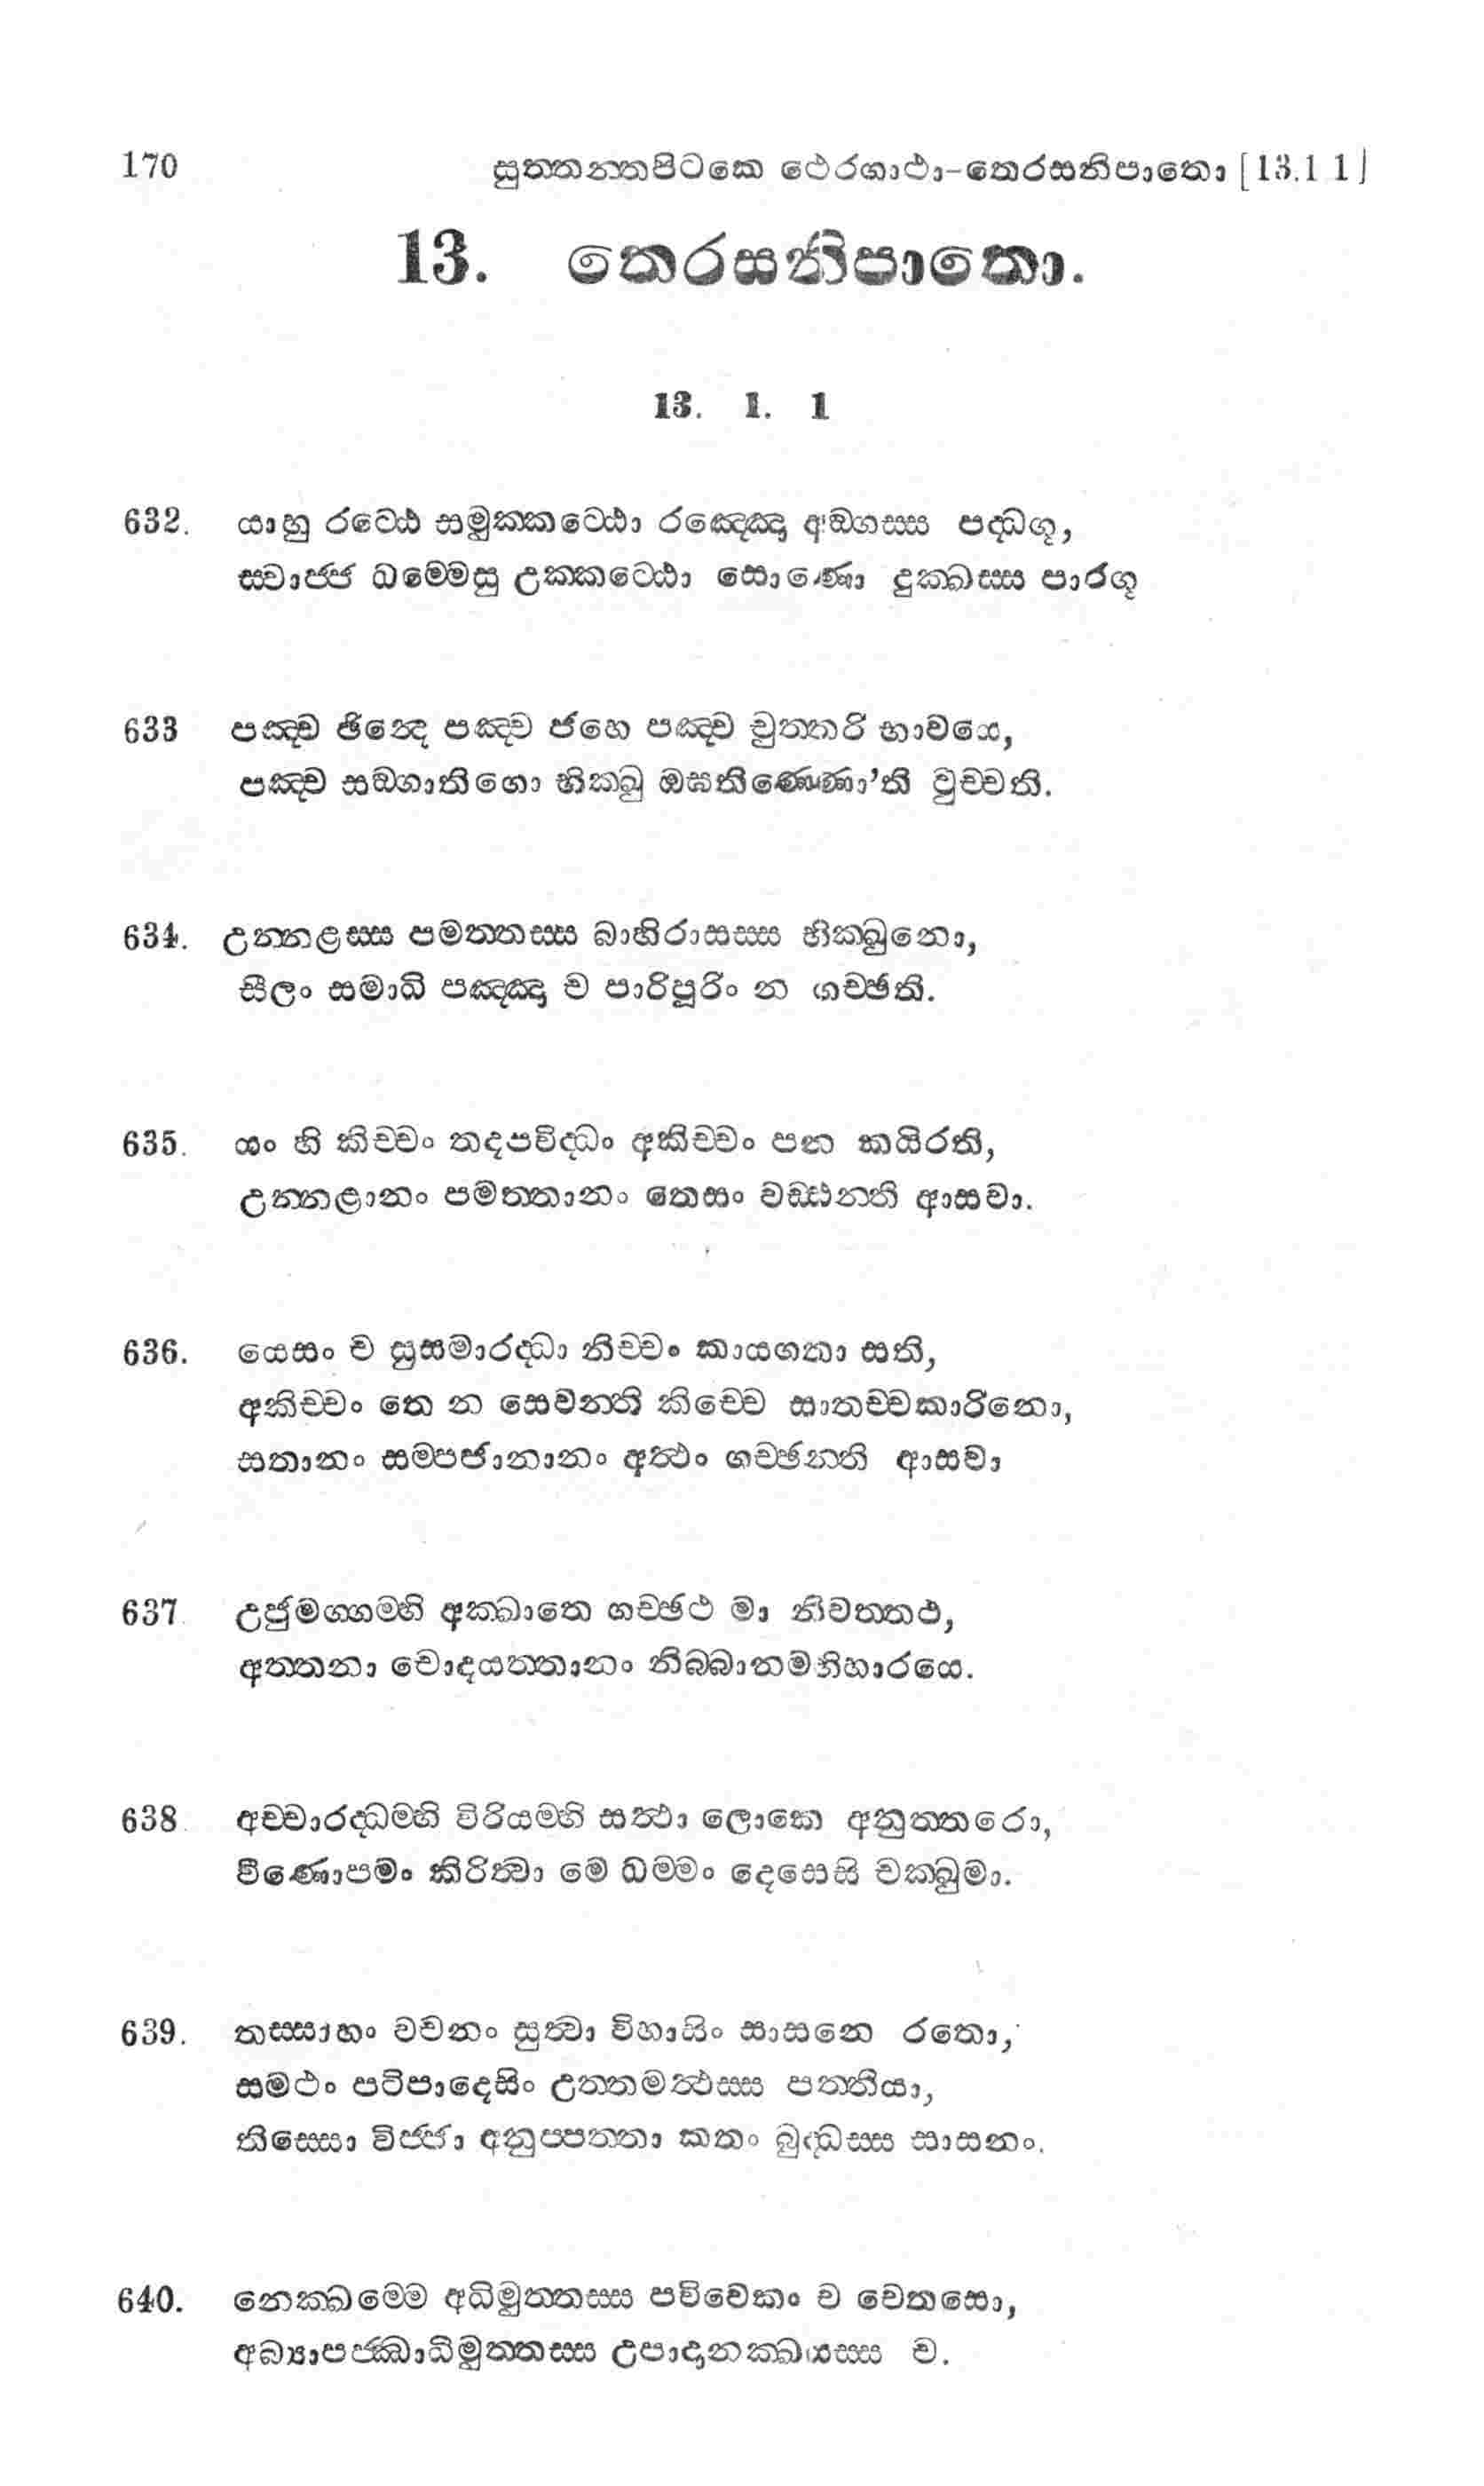 170 සුත්තන්තපිටකෙ ථෙරගාථා-තෙරසනිපාතො [13.1 1]
13. තෙරසනිපාතො.
13. 1. 1
632. යාහු රට්ඨෙ සමුක්කට්ඨො රඤ්ඤො අඞ්ගස්ස පද්ධගූ,
ස්වාජ්ජ ධම්මෙසු උක්කට්ඨො සොණො දුක්ඛස්ස පාරගූ
633 පඤ්ච ඡින්දෙ පඤ්ච ජහෙ පඤ්ච චුත්තරි භාවයෙ,
පඤ්ච සඞ්ගාතිගො භික්ඛු ඔඝතිණ්ණො’ති වුච්චති.
634. උන්නළස්ස පමත්තස්ස බාහිරාසස්ස භික්ඛුනො,
සීලං සමාධි පඤ්ඤා ච පාරිපූරිං න ගච්ඡති.
635. යං හි කිච්චං තදපවිද්ධං අකිච්චං පන කයිරති,
උන්නළානං පමත්තානං තෙසං වඩ්ඪන්ති ආසවා.
636. යෙසං ච සුසමාරද්ධා නිච්චං කායගතා සති,
අකිච්චං තෙ න සෙවන්ති කිච්චෙ සාතච්චකාරිනො,
සතානං සම්පජානානං අත්ථං ගච්ඡන්ති ආසවා
637 උජුමග්ගම්හි අක්ඛාතෙ ගච්ඡථ මා නිවත්තථ,
අත්තනා චොදයත්තානං නිබ්බානමභිහාරයෙ.
638 අච්චාරද්ධම්හි විරියම්හි සත්ථා ලොකෙ අනුත්තරො,
වීණොපමං කිරිත්වා මෙ ධම්මං දෙසෙසි චක්ඛුමා.
639. තස්සාහං වචනං සුත්වා විහාසිං සාසනෙ රතො,
සමථං පටිපාදෙසිං උත්තමත්ථස්ස පත්තියා,
තිස්සො විජ්ජා අනුප්පත්තා කතං බුද්ධස්ස සාසනං.
640. නෙක්ඛම්මෙ අධිමුත්තස්ස පවිවෙකං ච චෙතසො,
අබ්‍යාපජ්ඣාධිමුත්තස්ස උපාදානක්ඛයස්ස ච.